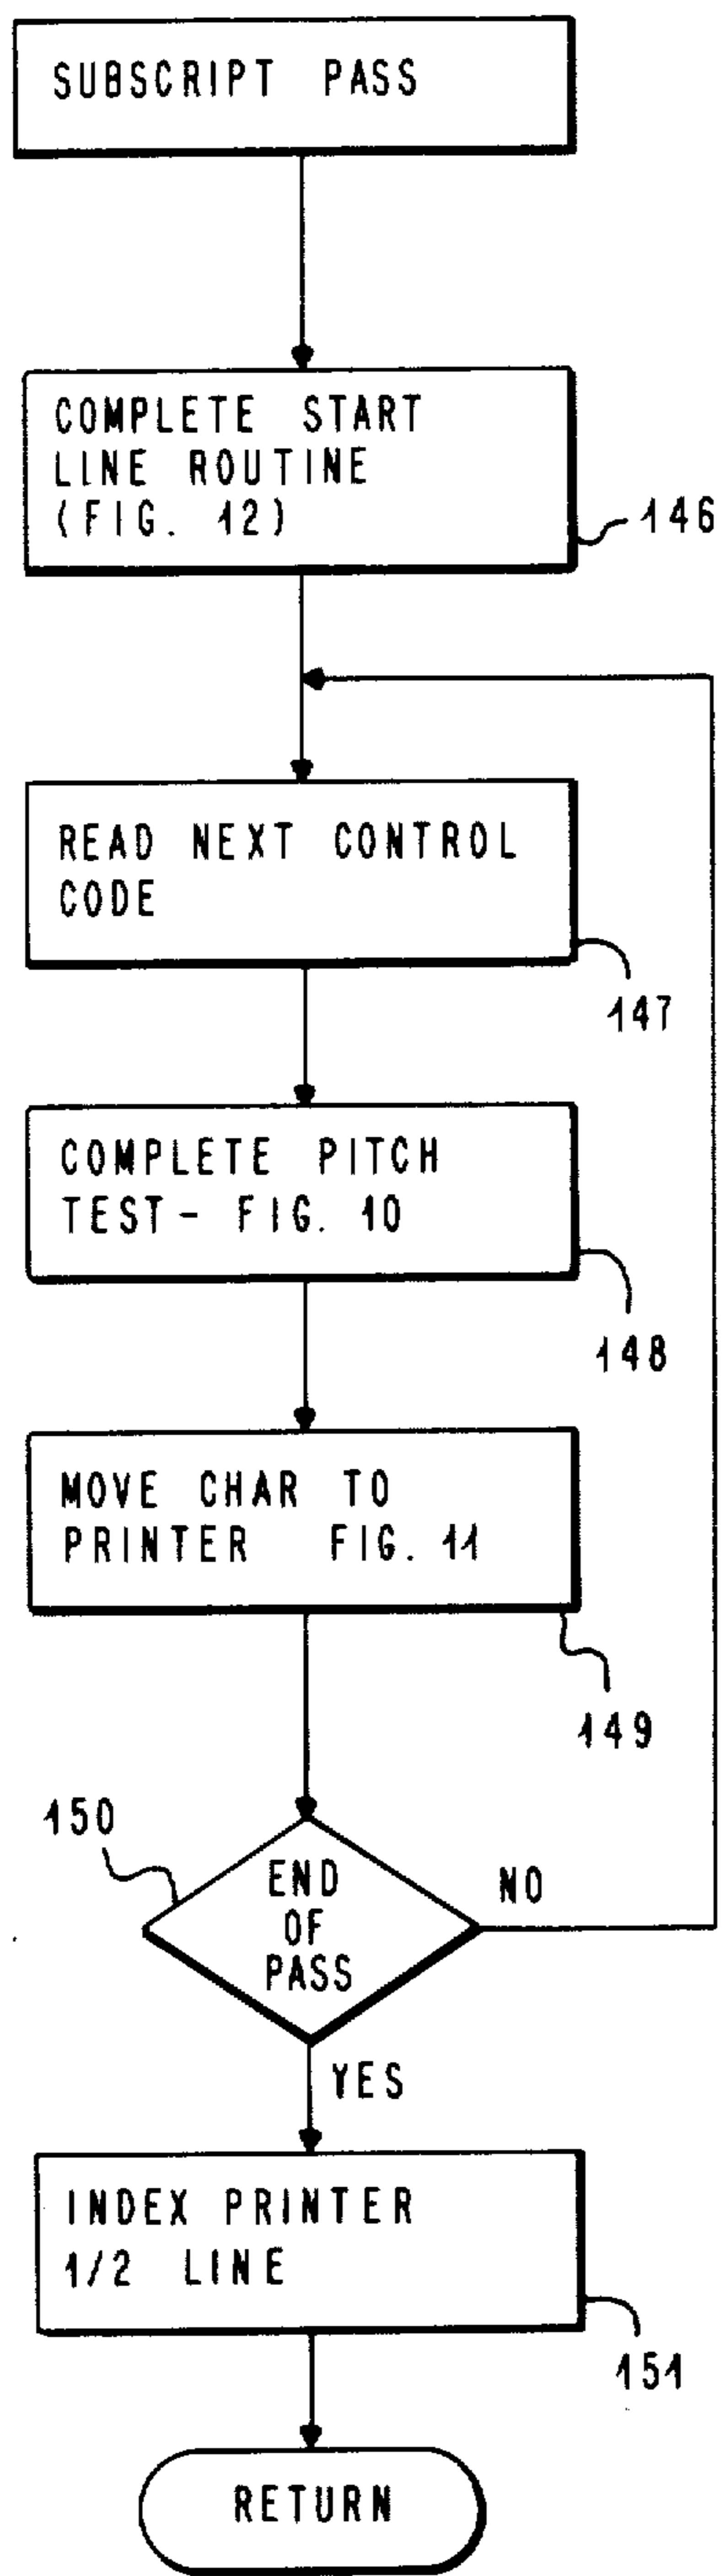 SUBSCRIPT PASS
COMPLETE START
LINE ROUTINE
(FIG. 12)
146
READ NEXT CONTROL
CODE
147
COMPLETE PITCH
TEST- FIG. 10
148
MOVE CHAR TO
PRINTER FIG. 11
149
150
END
OF
PASS
NO
YES
INDEX PRINTER
1/2 LINE
151
RETURN